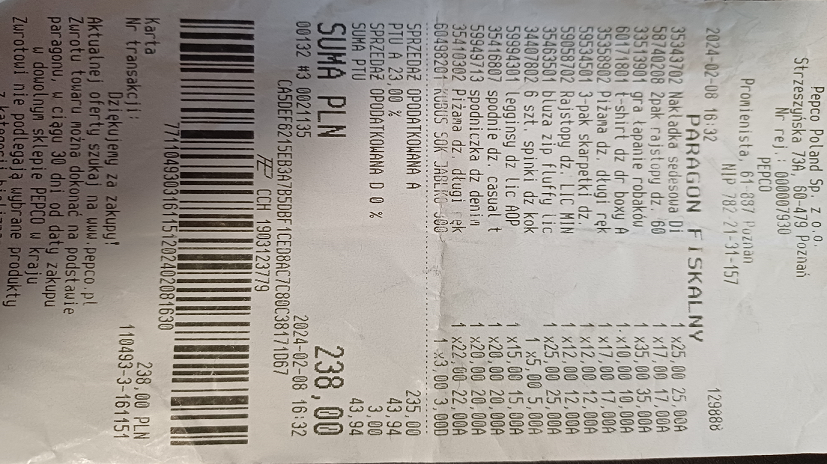 Pepco Poland Sp. z o.o.
Strzeszyńska 73A, 60-479 Poznań
Nr rej.: 000007930
PEPCO
Promienista, 61-837 Poznań
NIP 782-21-31-157
2024-02-08 16:32 129888
PARAGON FISKALNY
35343702 Nakładka sedesowa Di 1 x25,00 25,00A
58740208 2pak rajstopy dz. 60 1 x17,00 17,00A
33513901 gra łapanie robaków 1 x35,00 35,00A
60171801 t-shirt dz dr boxy A 1 x10,00 10,00A
35358902 Piżama dz. długi ręk 1 x17,00 17,00A
59534501 3-pak skarpetki dz. 1 x12,00 12,00A
59058702 Rajstopy dz. LIC MIN 1 x12,00 12,00A
35463501 bluza zip fluffy lic 1 x25,00 25,00A
34407802 6 szt. spinki dz kok 1 x5,00 5,00A
59994901 legginsy dz lic AOP 1 x15,00 15,00A
35416807 spodnie dz. casual t 1 x20,00 20,00A
59949713 spódniczka dz denim 1 x20,00 20,00A
35410302 Piżama dz. długi ręk 1 x22,00 22,00A
60498201 KUBUS SOK JABŁKO 300 1 x3,00 3,00D
SPRZEDAŻ OPODATKOWANA A 235,00
PTU A 23,00 % 43,94
SPRZEDAŻ OPODATKOWANA D 0 % 3,00
SUMA PTU 43,94
SUMA PLN 238,00
00132 #3 0021135 2024-02-08 16:32
CA5DEF6215EB3A7B5DBF1CED8AC7C80C38171D67
CCH 1903123779
7711049903161151202402081630
Karta 238,00 PLN
Nr transakcji: 110493-3-161151
Dziękujemy za zakupy!
Aktualnej oferty szukaj na www.pepco.pl
Zwrotu towaru można dokonać na podstawie
paragonu, w ciągu 30 dni od daty zakupu
w dowolnym sklepie PEPCO w kraju
Zwrotowi nie podlegają wybrane produkty
z kategorii